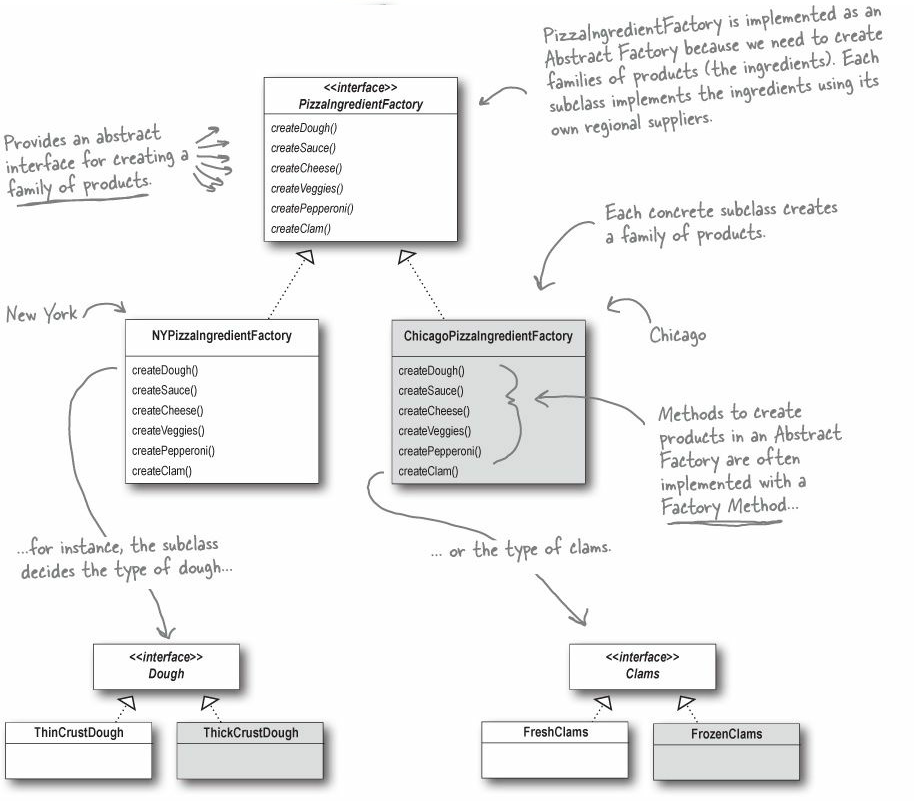 PizzaIngredientFactory is implemented as an
Abstract Factory because we need to create
families of products (the ingredients). Each
subclass implements the ingredients using its
own regional suppliers.
<<interface>>
PizzaIngredientFactory
createDough()
createSauce()
createCheese()
createVeggies()
createPepperoni()
createClam()
Provides an abstract
interface for creating a
family of products.
Each concrete subclass creates
a family of products.
New York
Chicago
NYPizzaIngredientFactory
createDough()
createSauce()
createCheese()
createVeggies()
createPepperoni()
createClam()
ChicagoPizzaIngredientFactory
createDough()
createSauce()
createCheese()
createVeggies()
createPepperoni()
createClam()
Methods to create
products in an Abstract
Factory are often
implemented with a
Factory Method...
...for instance, the subclass
decides the type of dough...
... or the type of clams.
<<interface>>
Dough
ThinCrustDough
ThickCrustDough
<<interface>>
Clams
FreshClams
FrozenClams